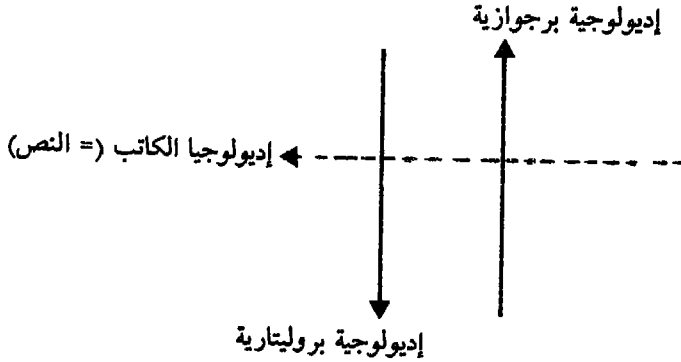 إديولوجية برجوازية
إديولوجيا الكاتب (= النص)
إديولوجية بروليتارية